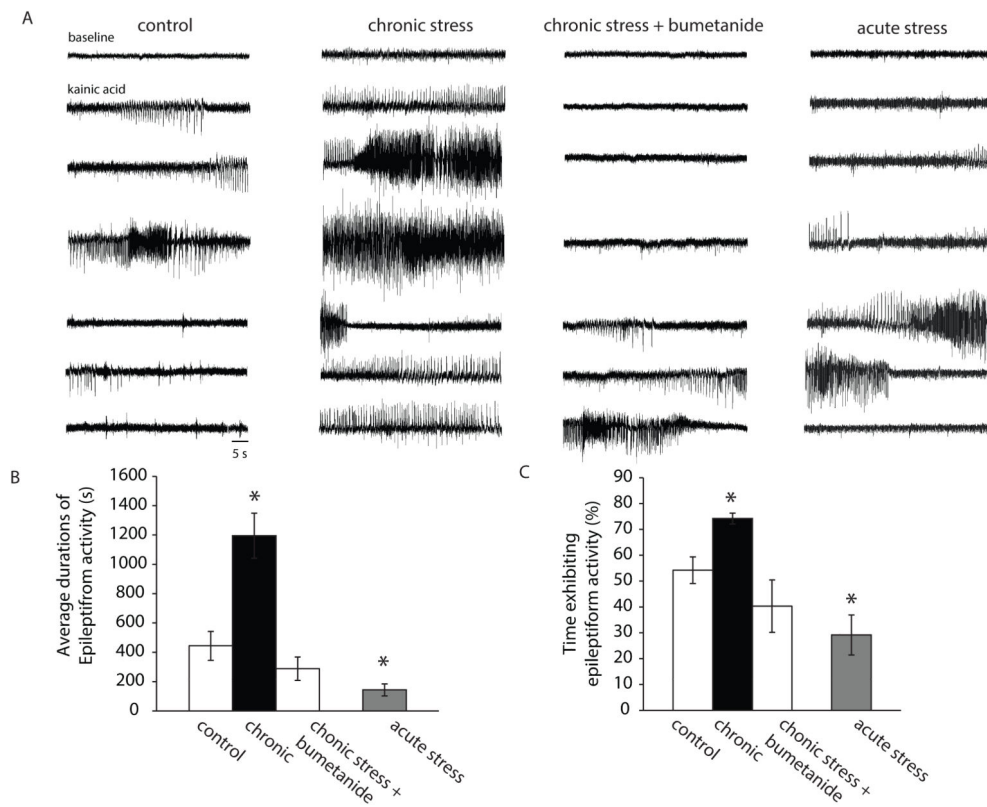 A
control
chronic stress
chronic stress + bumetanide
acute stress
baseline
kainic acid
5 s
B
Average durations of
Epileptifrom activity (s)
1600
1400
1200
1000
800
600
400
200
0
*
*
control
chronic
chonic stress +
bumetanide
acute stress
C
Time exhibiting
epileptiform activity (%)
90
80
70
60
50
40
30
20
10
0
*
*
control
chronic
chonic stress +
bumetanide
acute stress